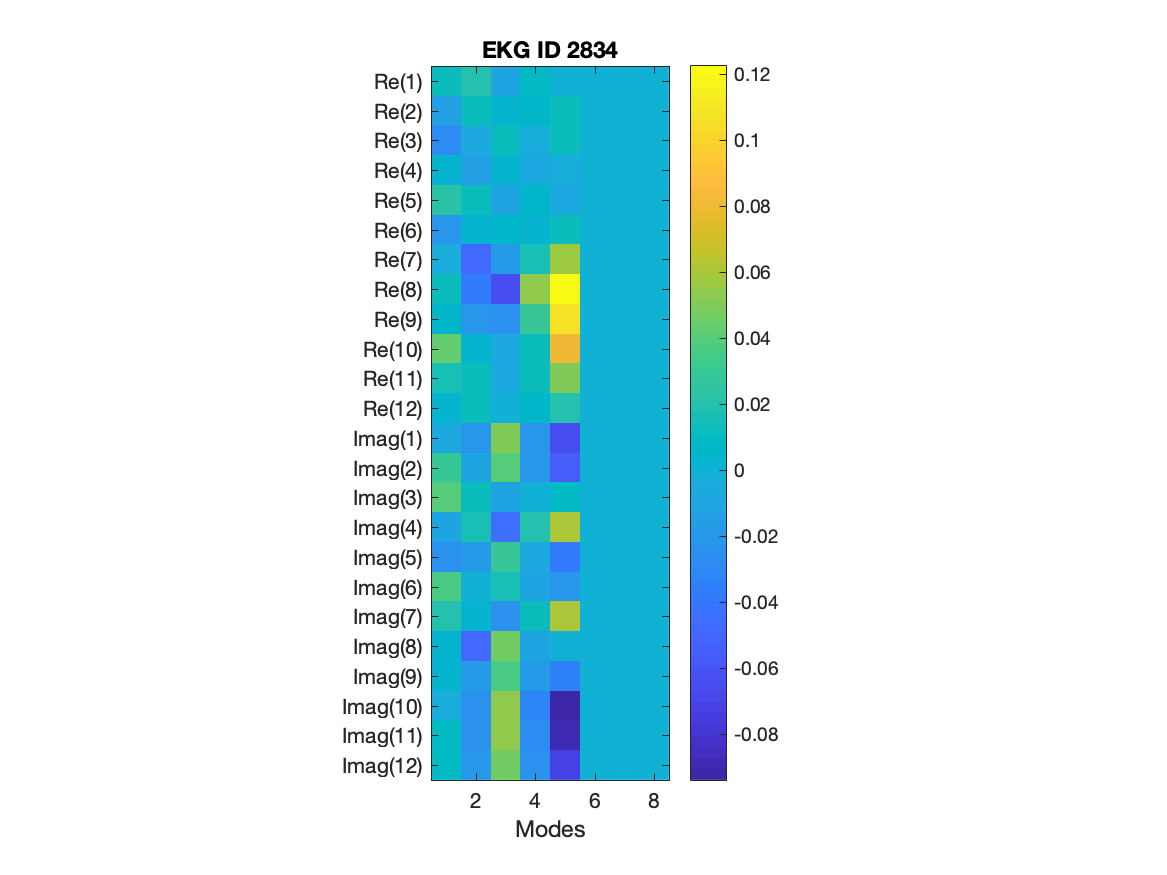 EKG ID 2834
Re(1)
Re(2)
Re(3)
Re(4)
Re(5)
Re(6)
Re(7)
Re(8)
Re(9)
Re(10)
Re(11)
Re(12)
Imag(1)
Imag(2)
Imag(3)
Imag(4)
Imag(5)
Imag(6)
Imag(7)
Imag(8)
Imag(9)
Imag(10)
Imag(11)
Imag(12)
2 4 6 8
Modes
0.12
0.1
0.08
0.06
0.04
0.02
0
-0.02
-0.04
-0.06
-0.08